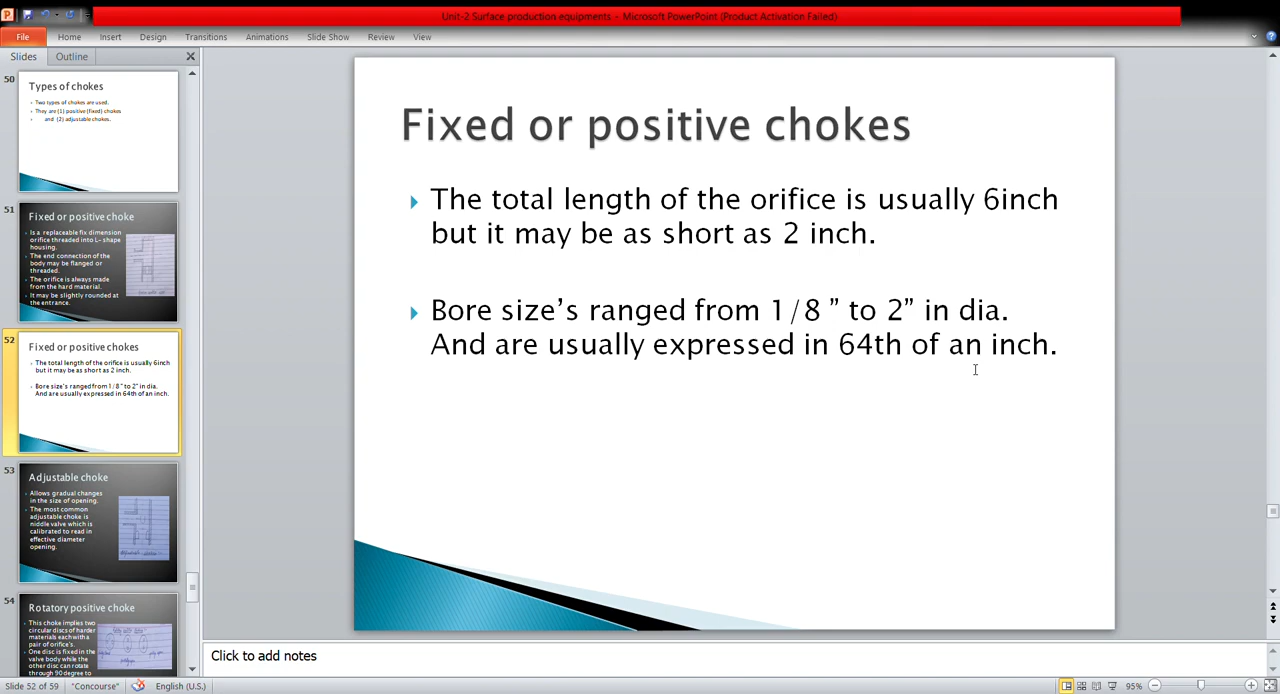 Unit-2 Surface production equipments - Microsoft PowerPoint (Product Activation Failed)
File Home Insert Design Transitions Animations Slide Show Review View
Slides Outline
50
Types of chokes
Two types of chokes are used.
They are (1) positive (fixed) chokes
and (2) adjustable chokes.
51
Fixed or positive choke
Is a replaceable fix dimension
orifice threaded into L- shape
housing.
The end connection of the
body may be flanged or
threaded.
The orifice is always made
from the hard material.
It may be slightly rounded at
the entrance.
52
Fixed or positive chokes
The total length of the orifice is usually 6inch
but it may be as short as 2 inch.
Bore size's ranged from 1/8 " to 2" in dia.
And are usually expressed in 64th of an inch.
53
Adjustable choke
Allows gradual changes
in the size of opening.
The most common
adjustable choke is
niddle valve which is
calibrated to read in
effective diameter
opening.
54
Rotatory positive choke
This choke implies two
circular discs of harder
materials each with a
pair of orifice's.
One disc is fixed in the
valve body while the
other disc can rotate
through 90 degree to
Fixed or positive chokes
The total length of the orifice is usually 6inch
but it may be as short as 2 inch.
Bore size’s ranged from 1/8 ” to 2” in dia.
And are usually expressed in 64th of an inch.
Click to add notes
Slide 52 of 59 "Concourse" English (U.S.) 95%